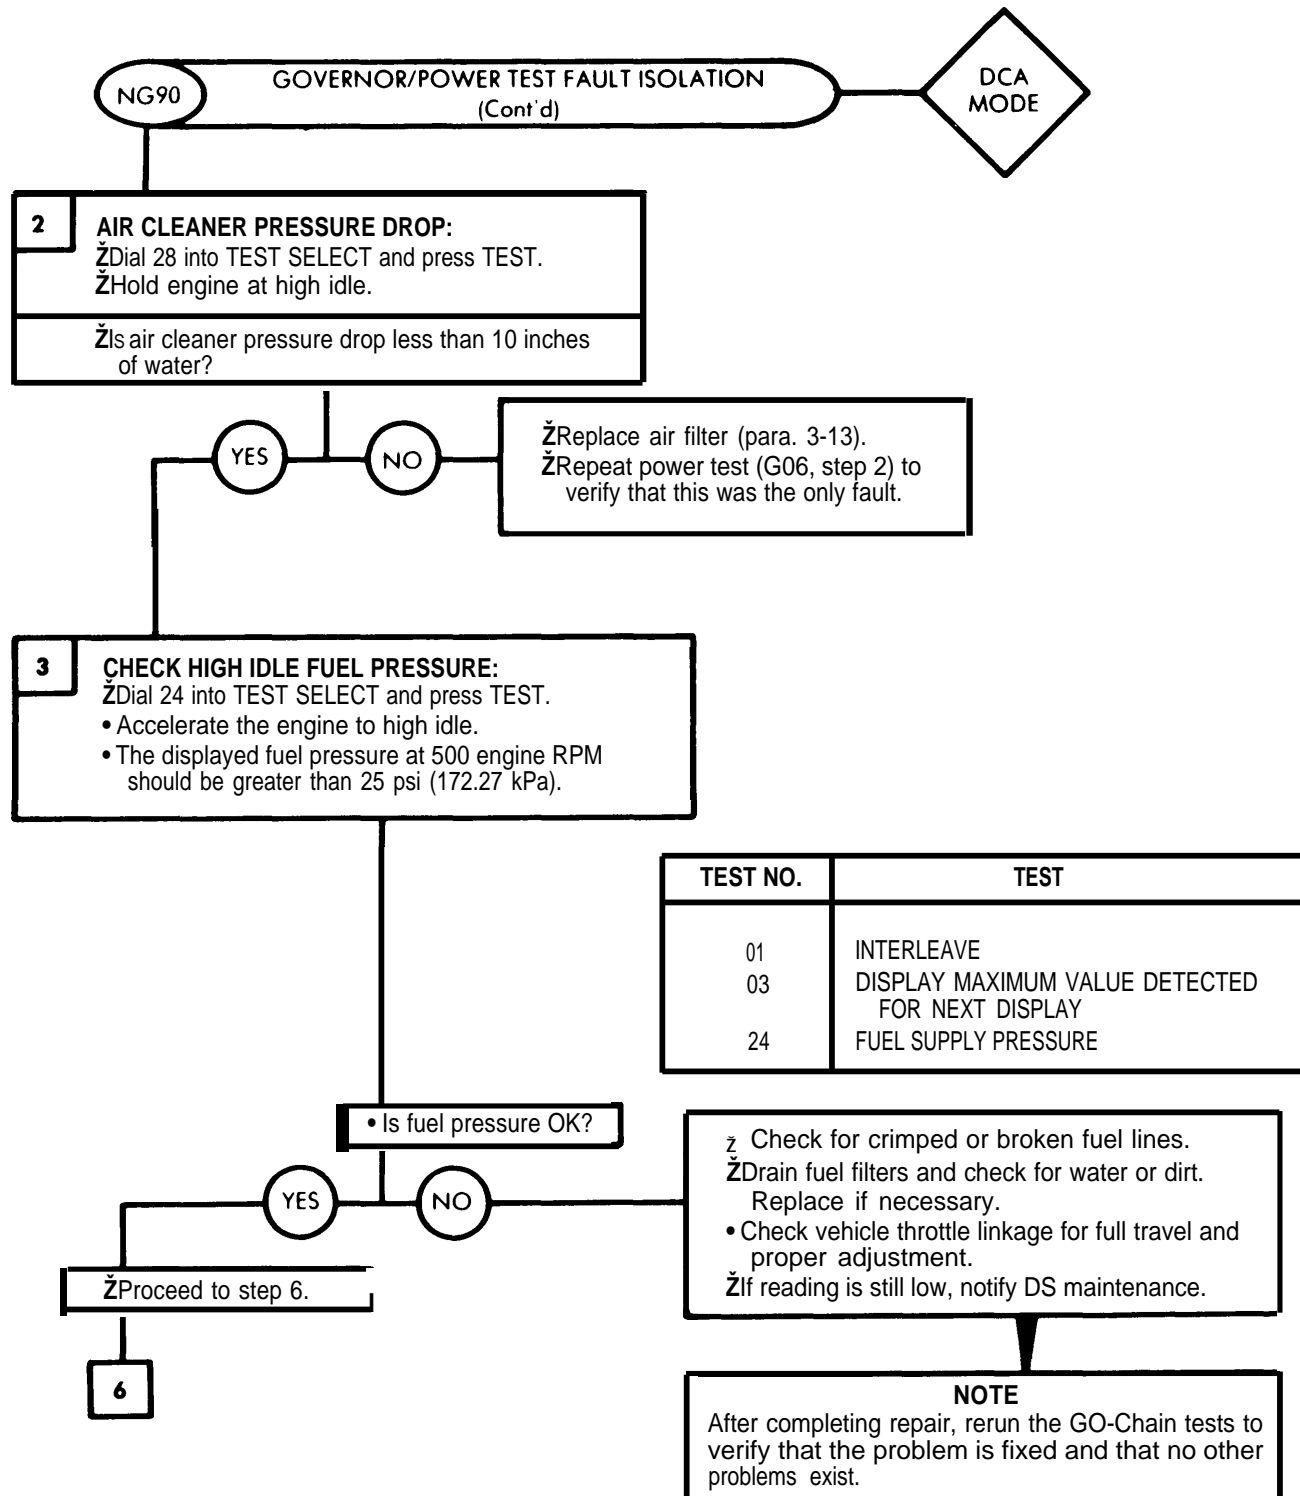 NG90
GOVERNOR/POWER TEST FAULT ISOLATION
(Cont'd)
DCA
MODE
2
AIR CLEANER PRESSURE DROP:
ŽDial 28 into TEST SELECT and press TEST.
ŽHold engine at high idle.
ŽIs air cleaner pressure drop less than 10 inches
of water?
YES
NO
ŽReplace air filter (para. 3-13).
ŽRepeat power test (G06, step 2) to
verify that this was the only fault.
3
CHECK HIGH IDLE FUEL PRESSURE:
ŽDial 24 into TEST SELECT and press TEST.
• Accelerate the engine to high idle.
• The displayed fuel pressure at 500 engine RPM
should be greater than 25 psi (172.27 kPa).
TEST NO. TEST
01 INTERLEAVE
03 DISPLAY MAXIMUM VALUE DETECTED
FOR NEXT DISPLAY
24 FUEL SUPPLY PRESSURE
• Is fuel pressure OK?
YES
NO
ž Check for crimped or broken fuel lines.
ŽDrain fuel filters and check for water or dirt.
Replace if necessary.
• Check vehicle throttle linkage for full travel and
proper adjustment.
ŽIf reading is still low, notify DS maintenance.
ŽProceed to step 6.
6
NOTE
After completing repair, rerun the GO-Chain tests to
verify that the problem is fixed and that no other
problems exist.